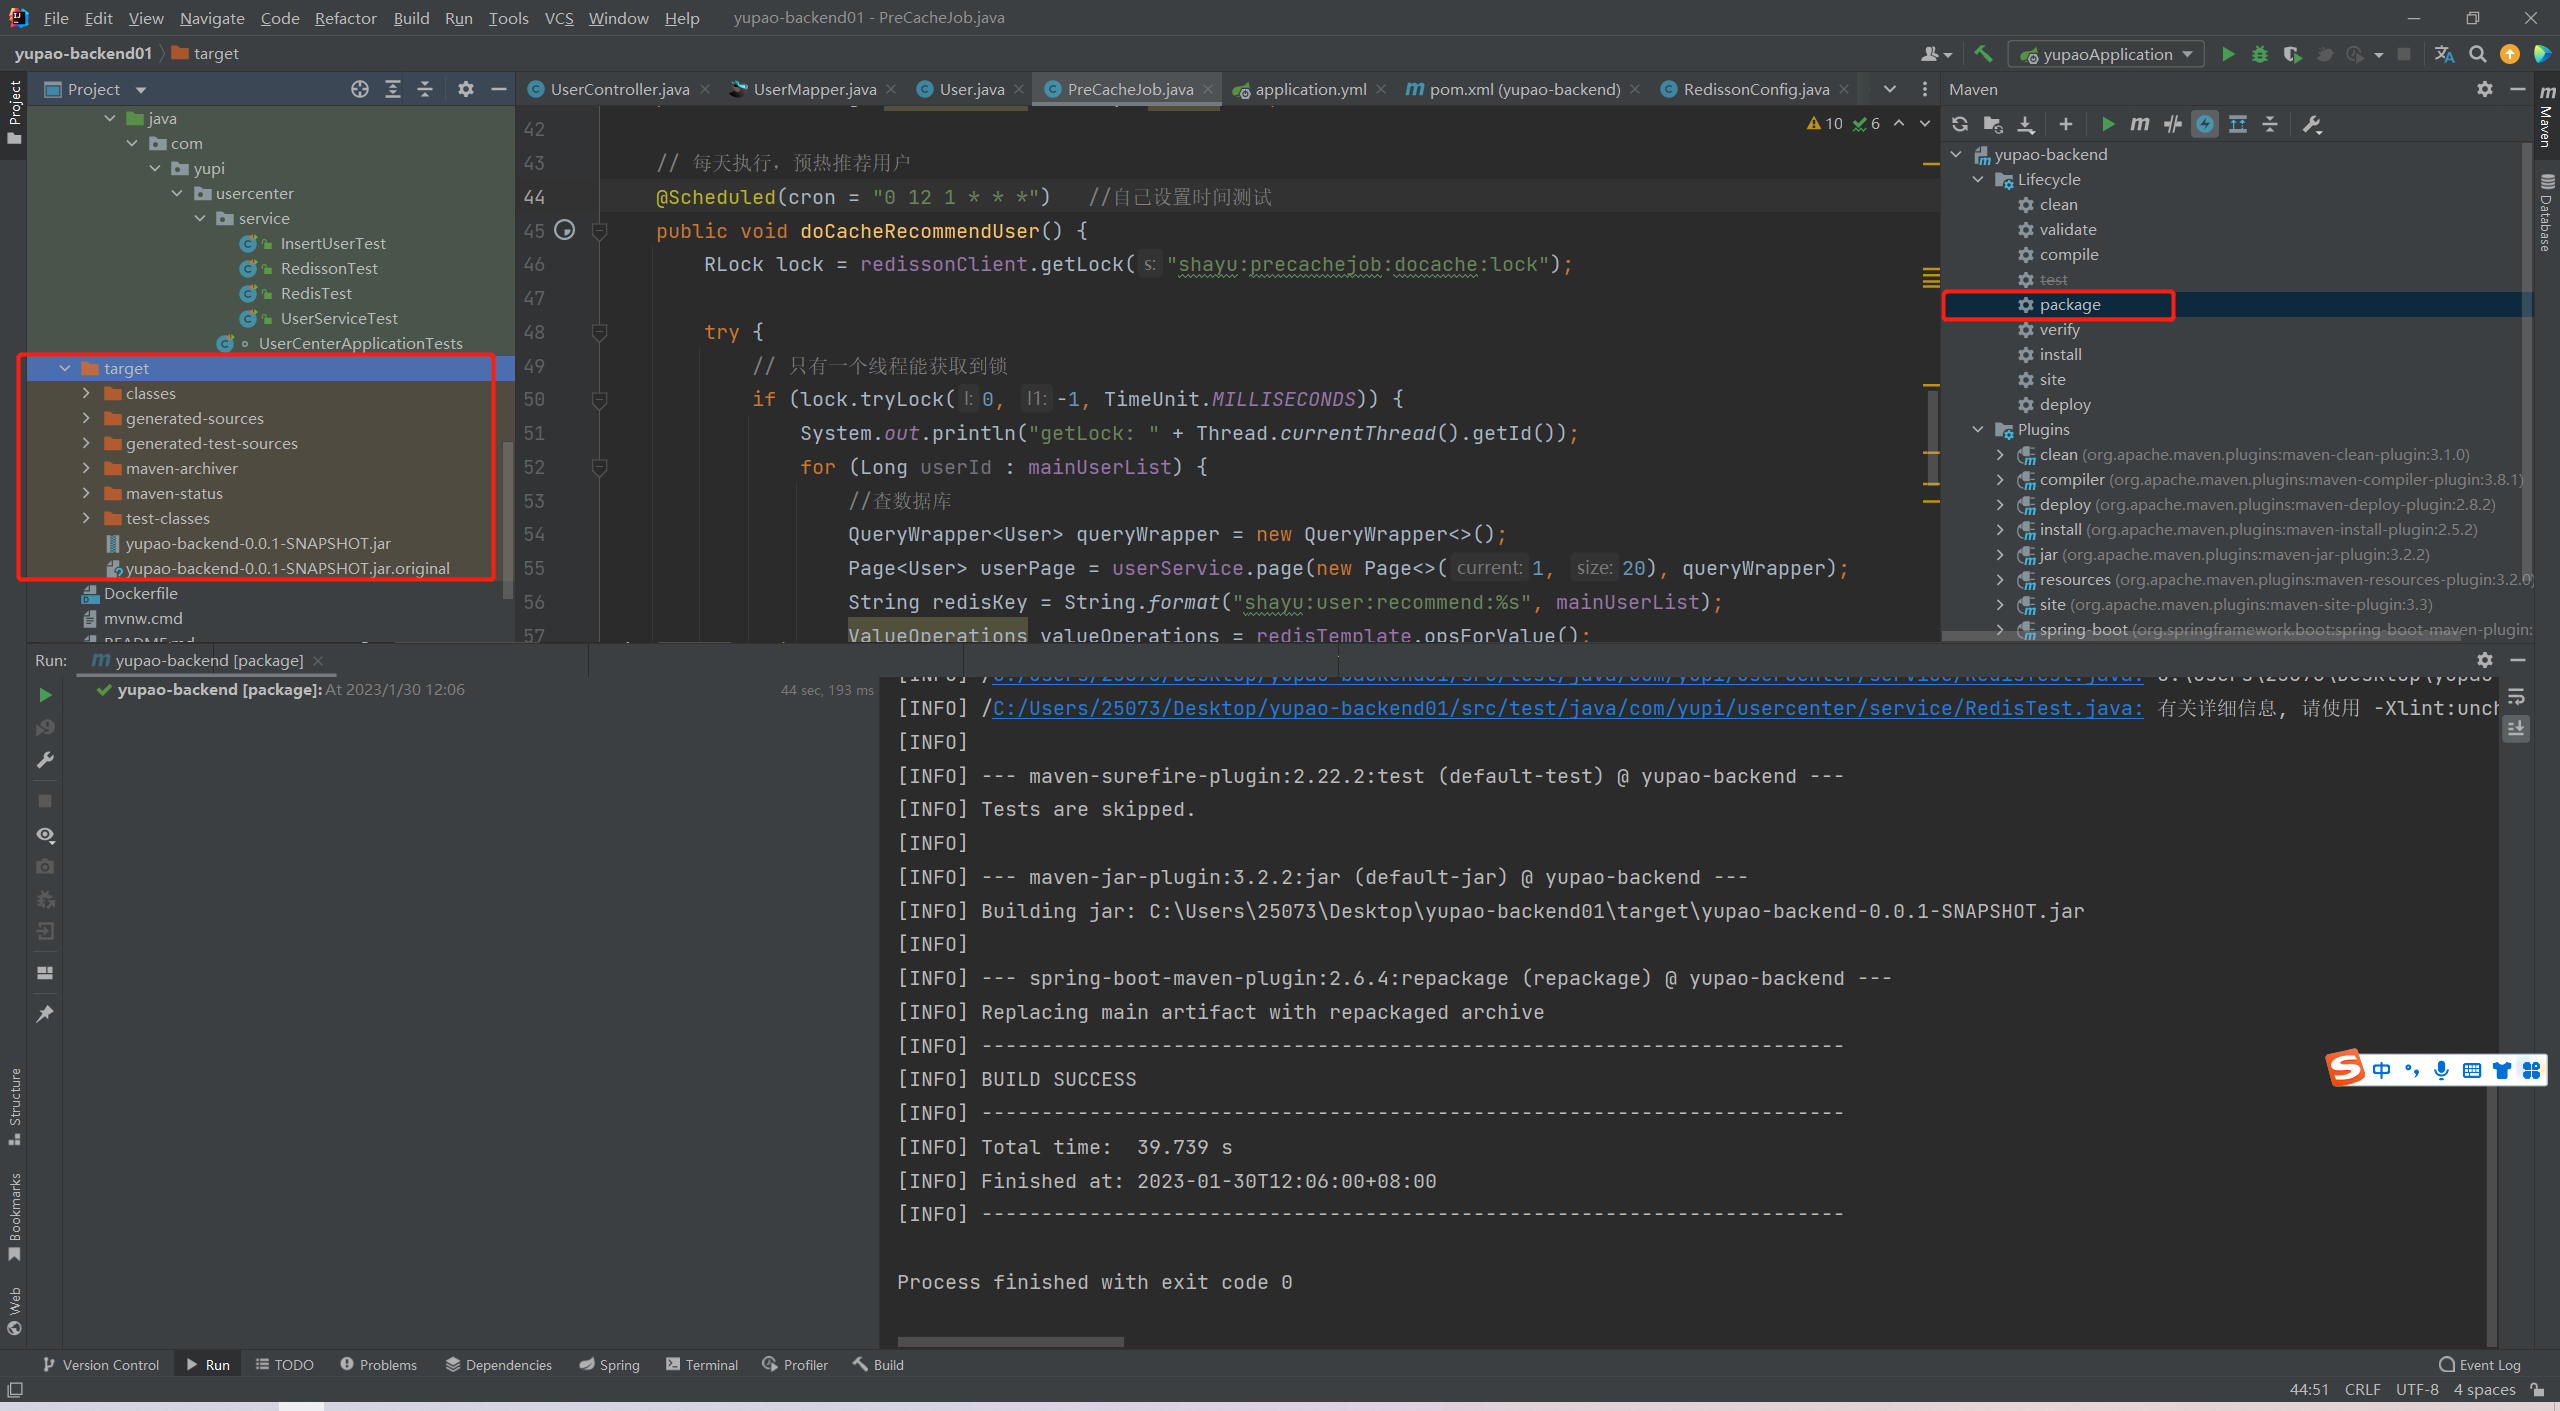 File Edit View Navigate Code Refactor Build Run Tools VCS Window Help yupao-backend01 - PreCacheJob.java
yupao-backend01 target
yupaoApplication
Project
java
com
yupi
usercenter
service
InsertUserTest
RedissonTest
RedisTest
UserServiceTest
UserCenterApplicationTests
target
classes
generated-sources
generated-test-sources
maven-archiver
maven-status
test-classes
yupao-backend-0.0.1-SNAPSHOT.jar
yupao-backend-0.0.1-SNAPSHOT.jar.original
Dockerfile
mvnw.cmd
README.md
UserController.java UserMapper.java User.java PreCacheJob.java application.yml pom.xml (yupao-backend) RedissonConfig.java
10 6
42
43 // 每天执行，预热推荐用户
44 @Scheduled(cron = "0 12 1 * * *") //自己设置时间测试
45 public void doCacheRecommendUser() {
46 RLock lock = redissonClient.getLock( s: "shayu:precachejob:docache:lock");
47
48 try {
49 // 只有一个线程能获取到锁
50 if (lock.tryLock( l: 0, l1: -1, TimeUnit.MILLISECONDS)) {
51 System.out.println("getLock: " + Thread.currentThread().getId());
52 for (Long userId : mainUserList) {
53 //查数据库
54 QueryWrapper<User> queryWrapper = new QueryWrapper<>();
55 Page<User> userPage = userService.page(new Page<>( current: 1, size: 20), queryWrapper);
56 String redisKey = String.format("shayu:user:recommend:%s", mainUserList);
57 ValueOperations valueOperations = redisTemplate.opsForValue();
Maven
yupao-backend
Lifecycle
clean
validate
compile
test
package
verify
install
site
deploy
Plugins
clean (org.apache.maven.plugins:maven-clean-plugin:3.1.0)
compiler (org.apache.maven.plugins:maven-compiler-plugin:3.8.1)
deploy (org.apache.maven.plugins:maven-deploy-plugin:2.8.2)
install (org.apache.maven.plugins:maven-install-plugin:2.5.2)
jar (org.apache.maven.plugins:maven-jar-plugin:3.2.2)
resources (org.apache.maven.plugins:maven-resources-plugin:3.2.0)
site (org.apache.maven.plugins:maven-site-plugin:3.3)
spring-boot (org.springframework.boot:spring-boot-maven-plugin:
Maven
Database
Run: yupao-backend [package]
yupao-backend [package]: At 2023/1/30 12:06 44 sec, 193 ms
[INFO] /C:/Users/25073/Desktop/yupao-backend01/src/test/java/com/yupi/usercenter/service/RedisTest.java: C:\Users\25073\Desktop\yupao
[INFO] /C:/Users/25073/Desktop/yupao-backend01/src/test/java/com/yupi/usercenter/service/RedisTest.java: 有关详细信息, 请使用 -Xlint:unch
[INFO]
[INFO] --- maven-surefire-plugin:2.22.2:test (default-test) @ yupao-backend ---
[INFO] Tests are skipped.
[INFO]
[INFO] --- maven-jar-plugin:3.2.2:jar (default-jar) @ yupao-backend ---
[INFO] Building jar: C:\Users\25073\Desktop\yupao-backend01\target\yupao-backend-0.0.1-SNAPSHOT.jar
[INFO]
[INFO] --- spring-boot-maven-plugin:2.6.4:repackage (repackage) @ yupao-backend ---
[INFO] Replacing main artifact with repackaged archive
[INFO] ------------------------------------------------------------------------
[INFO] BUILD SUCCESS
[INFO] ------------------------------------------------------------------------
[INFO] Total time:  39.739 s
[INFO] Finished at: 2023-01-30T12:06:00+08:00
[INFO] ------------------------------------------------------------------------
Process finished with exit code 0
Project
Structure
Bookmarks
Web
中
Version Control Run TODO Problems Dependencies Spring Terminal Profiler Build Event Log
44:51 CRLF UTF-8 4 spaces